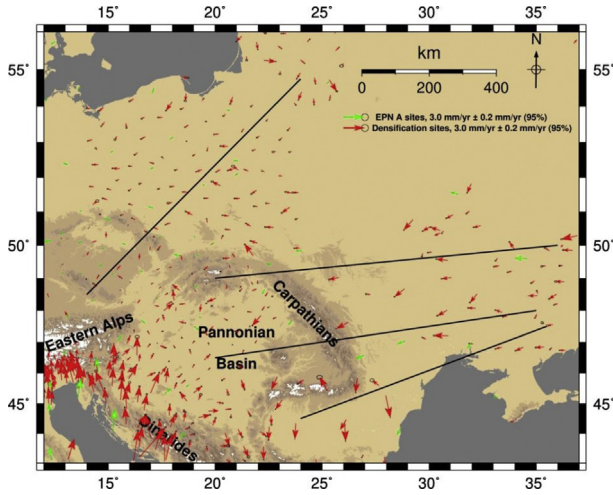 15° 20° 25° 30° 35°
km
0 200 400
N
55°
EPN A sites, 3.0 mm/yr ± 0.2 mm/yr (95%)
Densification sites, 3.0 mm/yr ± 0.2 mm/yr (95%)
50° 50°
Carpathians
Eastern Alps
Pannonian
Basin
45° 45°
Dinarides
15° 20° 25° 30° 35°